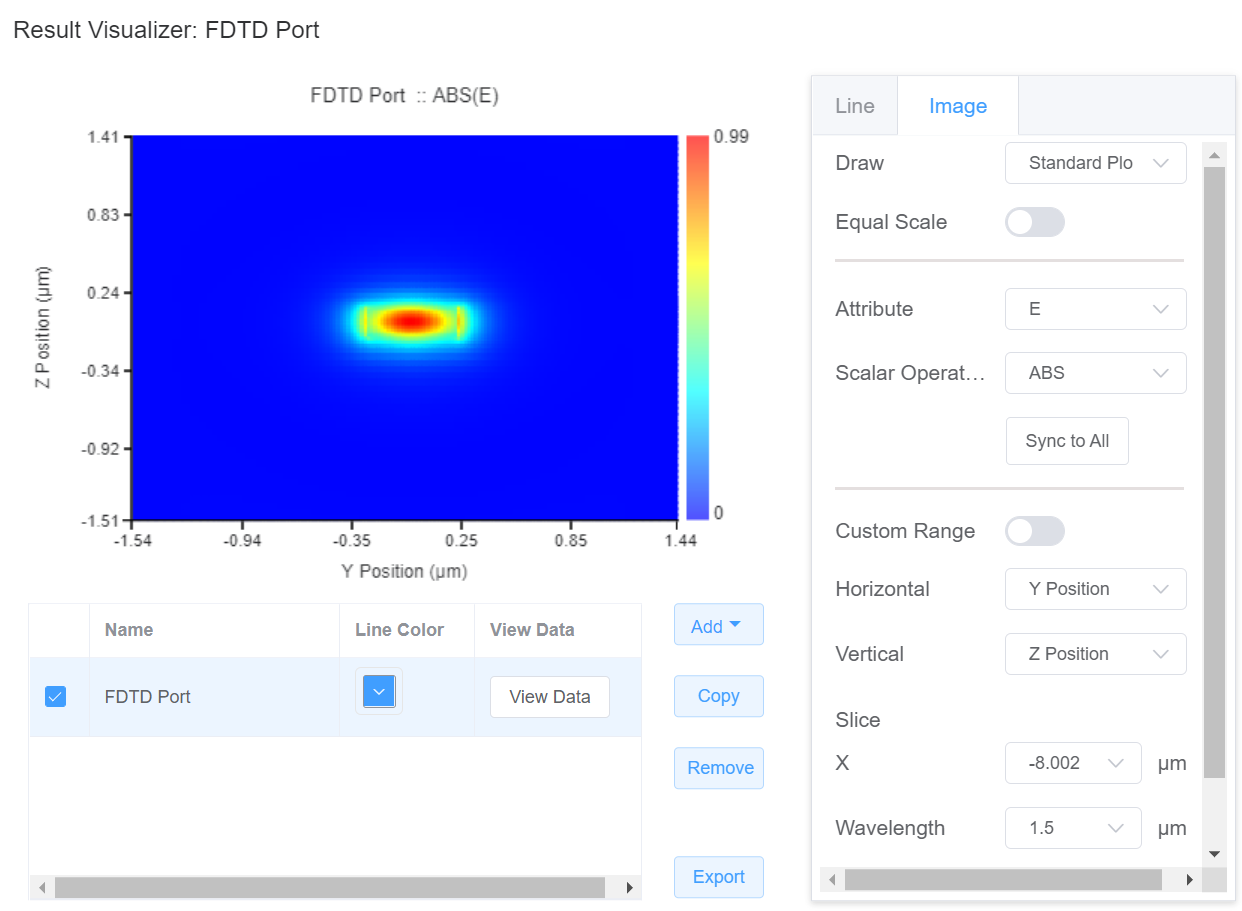 Result Visualizer: FDTD Port
FDTD Port :: ABS(E)
1.41
0.83
0.24
-0.34
-0.92
-1.51
Z Position (µm)
-1.54
-0.94
-0.35
0.25
0.85
1.44
Y Position (µm)
0.99
0
Name
Line Color
View Data
FDTD Port
View Data
Add
Copy
Remove
Export
Line
Image
Draw
Standard Plo
Equal Scale
Attribute
E
Scalar Operat…
ABS
Sync to All
Custom Range
Horizontal
Y Position
Vertical
Z Position
Slice
X
-8.002
µm
Wavelength
1.5
µm